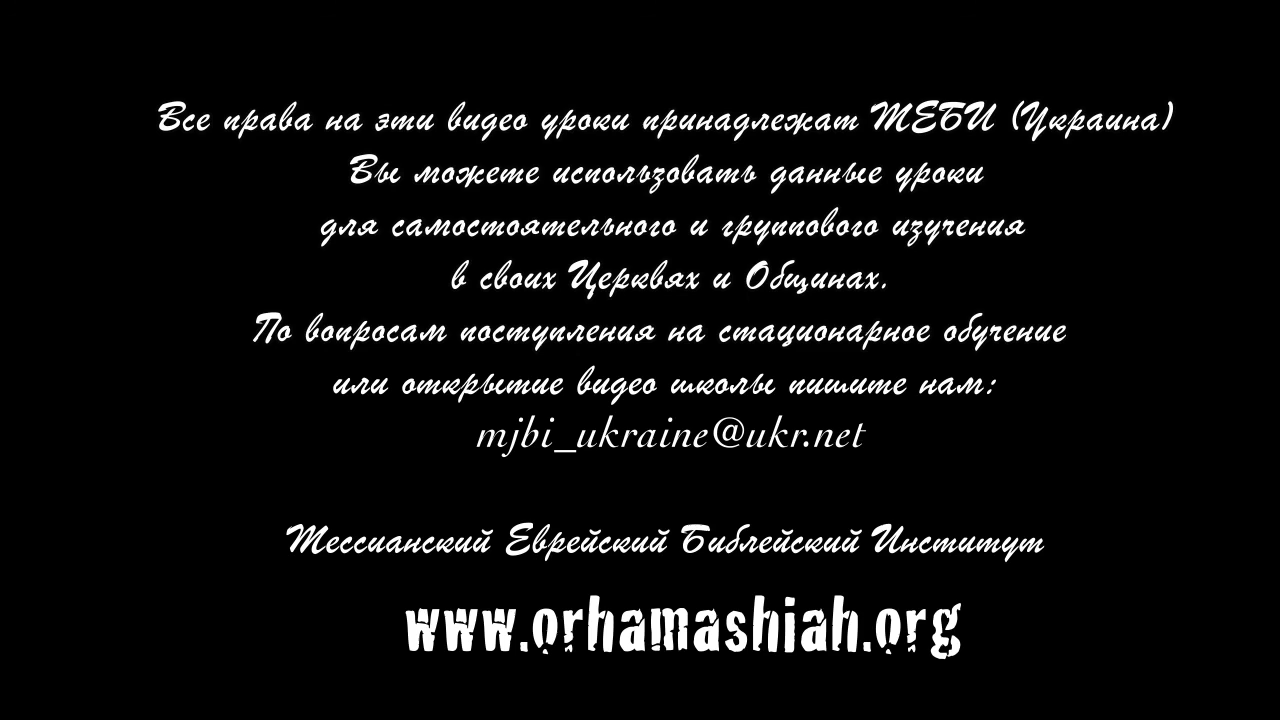 Все права на эти видео уроки принадлежат МЕБИ (Украина)
Вы можете использовать данные уроки
для самостоятельного и группового изучения
в своих Церквях и Общинах.
По вопросам поступления на стационарное обучение
или открытие видео школы пишите нам:
mjbi_ukraine@ukr.net
Мессианский Еврейский Библейский Институт
www.orhamashiah.org